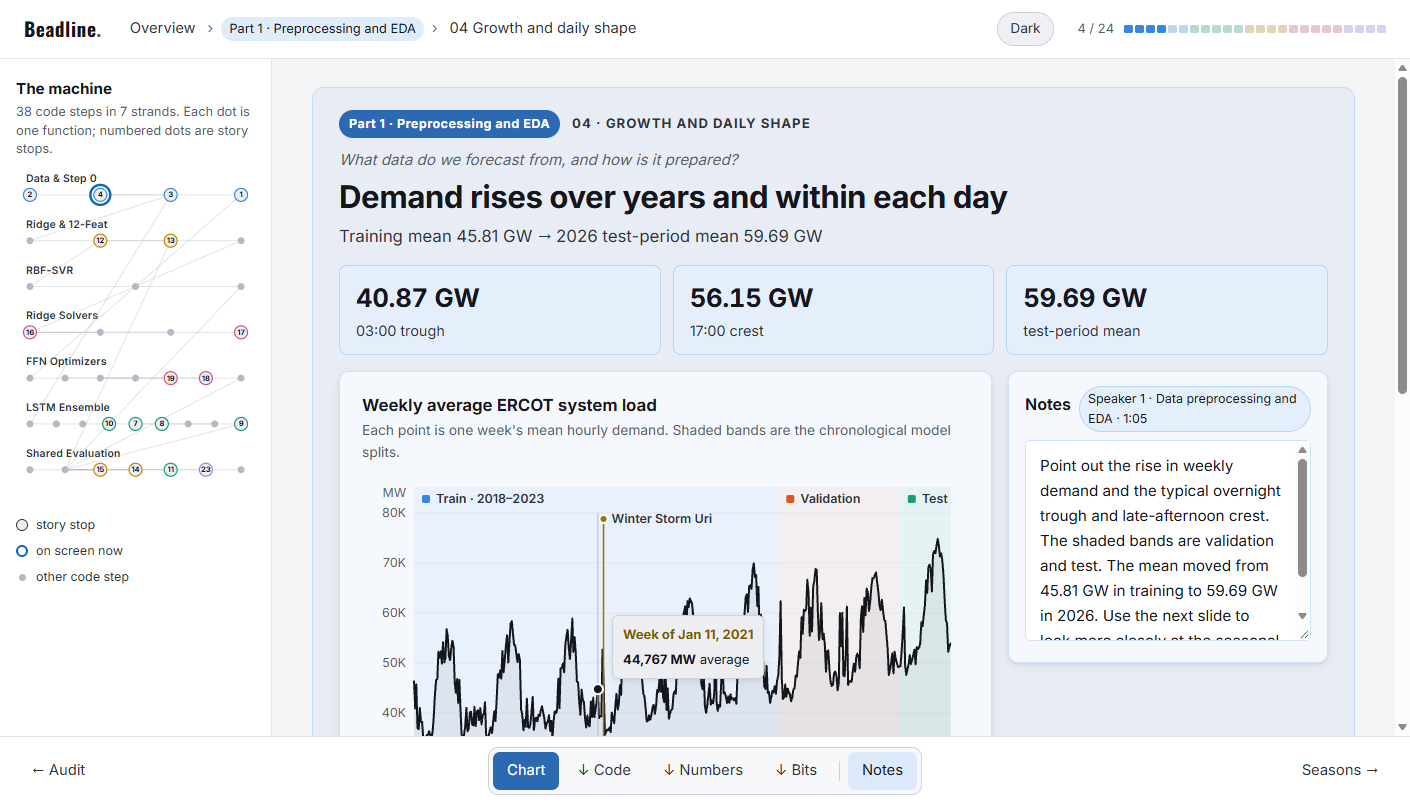 Beadline.
Overview › Part 1 · Preprocessing and EDA › 04 Growth and daily shape
Dark
4 / 24
The machine
38 code steps in 7 strands. Each dot is
one function; numbered dots are story
stops.
Data & Step 0
2 4 3 1
Ridge & 12-Feat
12 13
RBF-SVR
Ridge Solvers
16 17
FFN Optimizers
19 18
LSTM Ensemble
10 7 8 9
Shared Evaluation
15 14 11 23
story stop
on screen now
other code step
Part 1 · Preprocessing and EDA
04 · GROWTH AND DAILY SHAPE
What data do we forecast from, and how is it prepared?
Demand rises over years and within each day
Training mean 45.81 GW → 2026 test-period mean 59.69 GW
40.87 GW
03:00 trough
56.15 GW
17:00 crest
59.69 GW
test-period mean
Weekly average ERCOT system load
Each point is one week's mean hourly demand. Shaded bands are the chronological model
splits.
MW
Train · 2018–2023
Validation
Test
80K
Winter Storm Uri
70K
60K
Week of Jan 11, 2021
44,767 MW average
50K
40K
Notes
Speaker 1 · Data preprocessing and
EDA · 1:05
Point out the rise in weekly
demand and the typical overnight
trough and late-afternoon crest.
The shaded bands are validation
and test. The mean moved from
45.81 GW in training to 59.69 GW
in 2026. Use the next slide to
look more closely at the seasonal
← Audit
Chart
↓ Code
↓ Numbers
↓ Bits
Notes
Seasons →